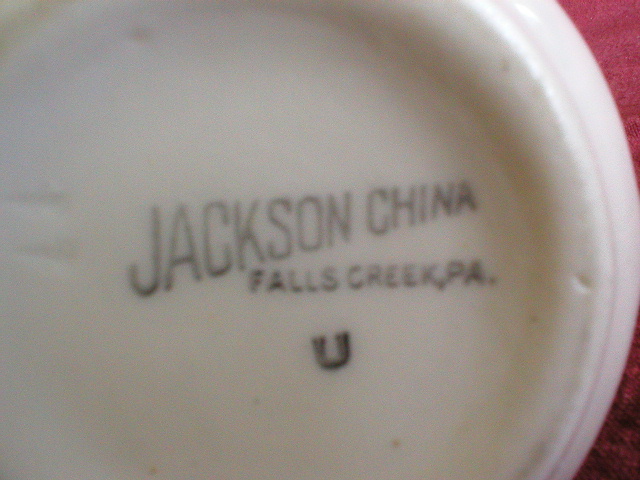 JACKSON CHINA
FALLS CREEK, PA.
U